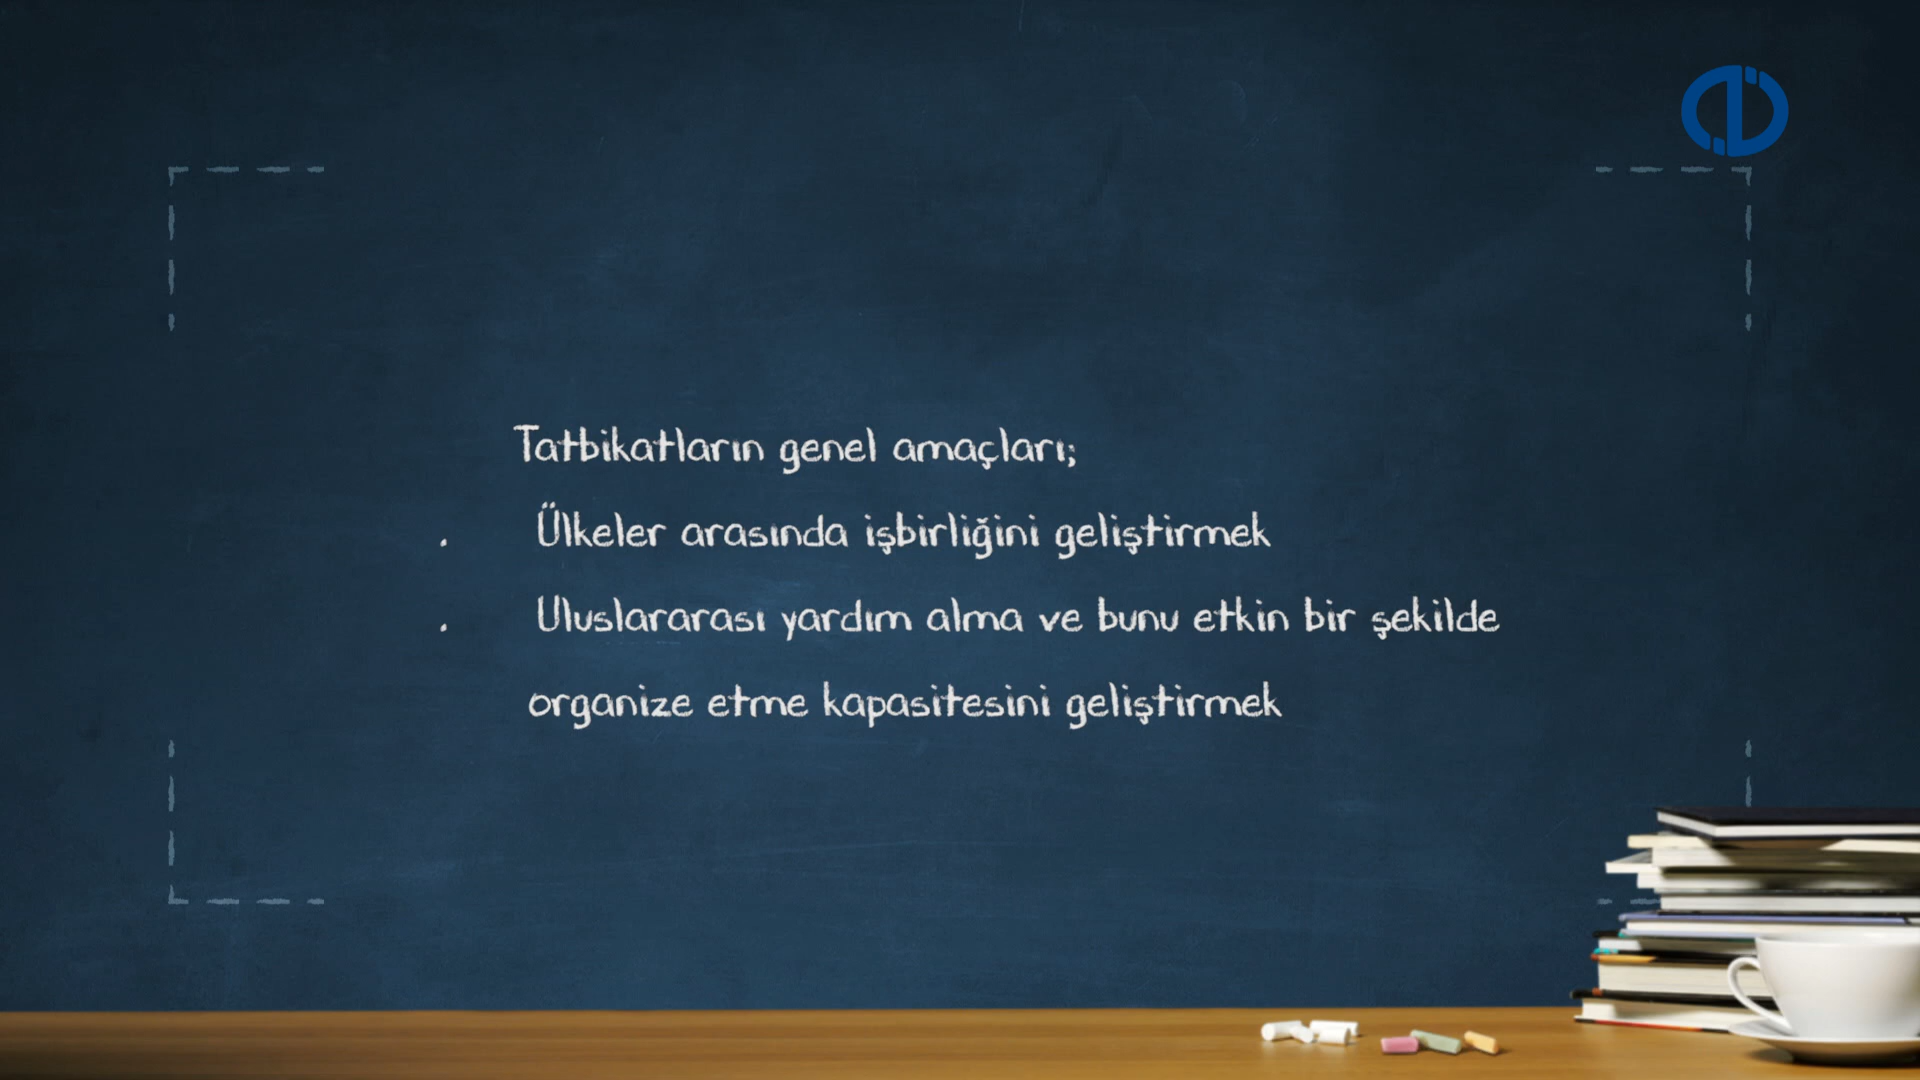 Tatbikatların genel amaçları;
. Ülkeler arasında işbirliğini geliştirmek
. Uluslararası yardım alma ve bunu etkin bir şekilde
organize etme kapasitesini geliştirmek